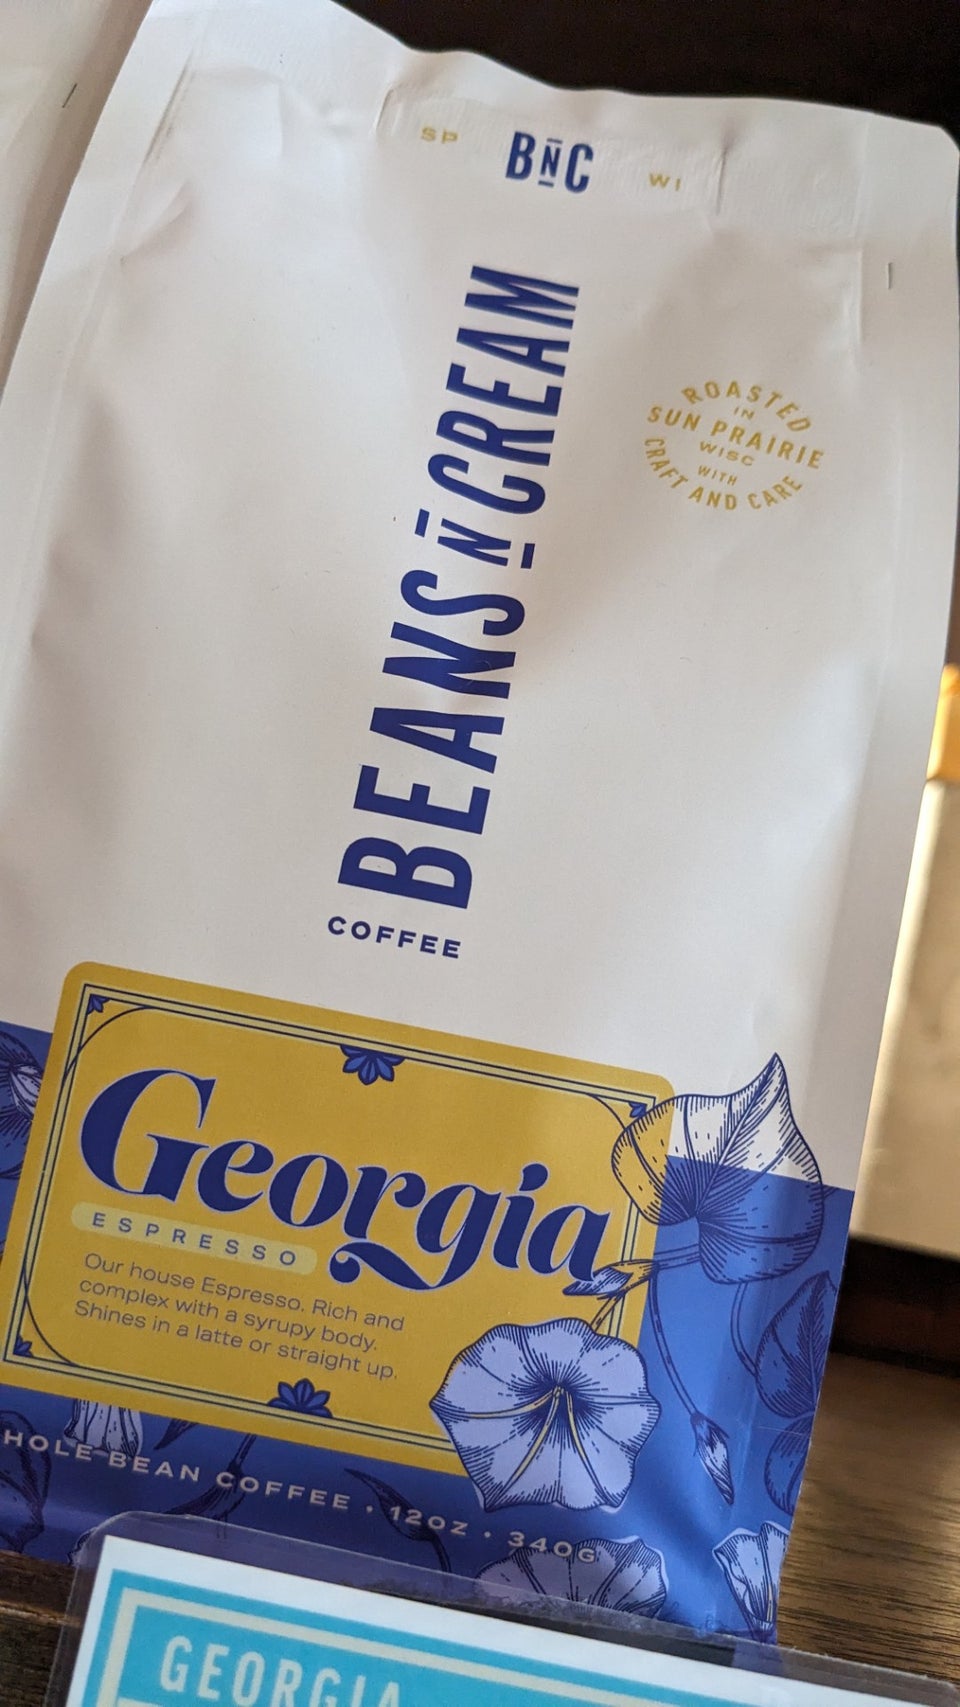 SP BNC WI
BEANS N CREAM
COFFEE
ROASTED
IN
SUN PRAIRIE
WISC
WITH
CRAFT AND CARE
Georgia
ESPRESSO
Our house Espresso. Rich and
complex with a syrupy body.
Shines in a latte or straight up.
HOLE BEAN COFFEE • 12OZ • 340G
GEORGIA